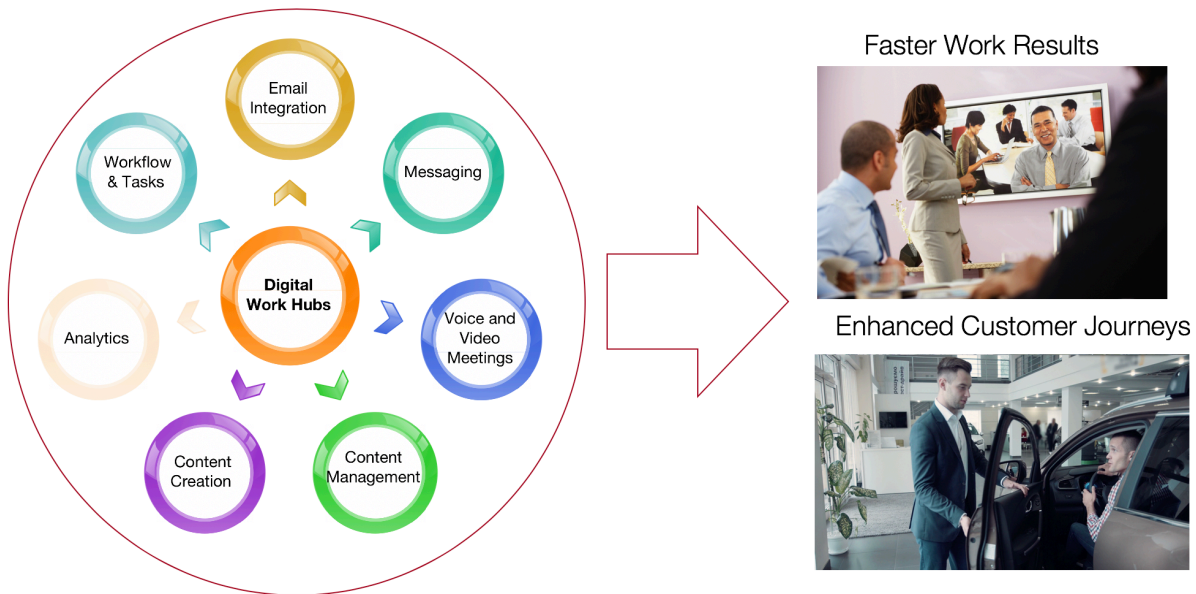 Faster Work Results
Email
Integration
Workflow
& Tasks
Messaging
Digital
Work Hubs
Enhanced Customer Journeys
Analytics
Voice and
Video
Meetings
Content
Creation
Content
Management